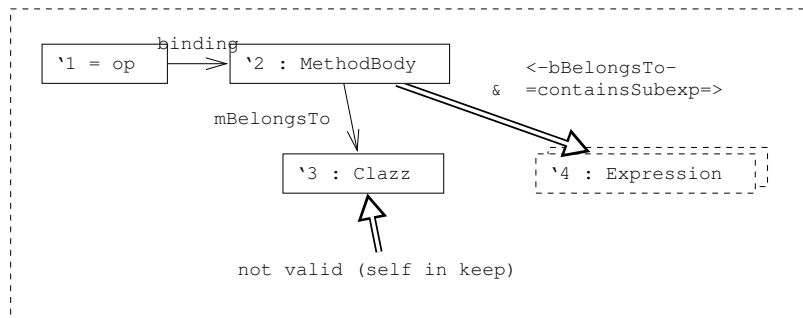 binding
‘1 = op
‘2 : MethodBody
<-bBelongsTo-
& =containsSubexp=>
mBelongsTo
‘3 : Clazz
‘4 : Expression
not valid (self in keep)